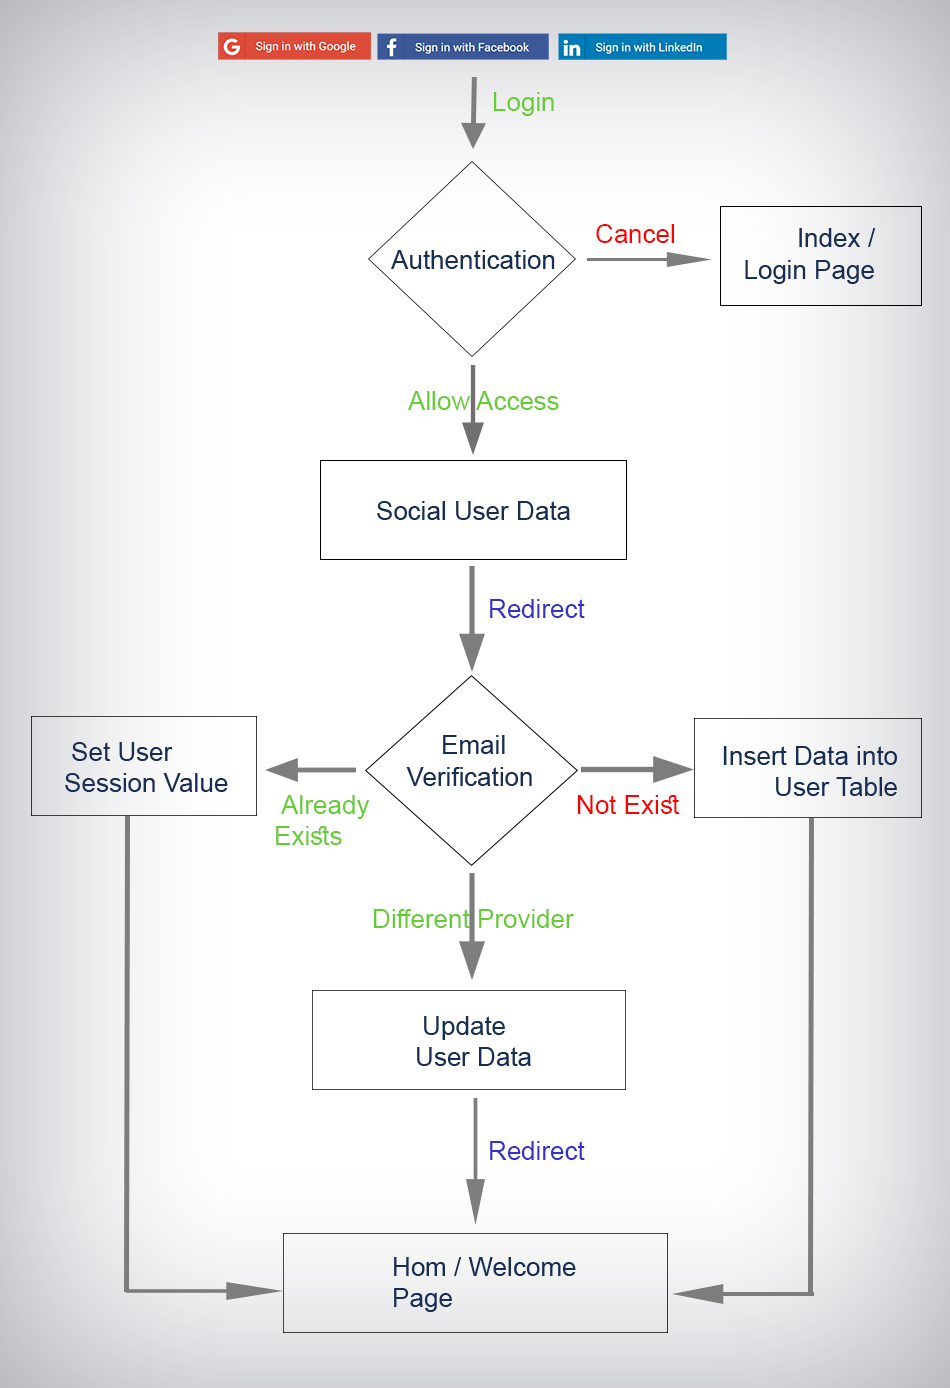 G Sign in with Google
f Sign in with Facebook
in Sign in with LinkedIn
Login
Authentication
Cancel
Index /
Login Page
Allow Access
Social User Data
Redirect
Set User
Session Value
Email
Verification
Insert Data into
User Table
Already
Exists
Not Exist
Different Provider
Update
User Data
Redirect
Hom / Welcome
Page